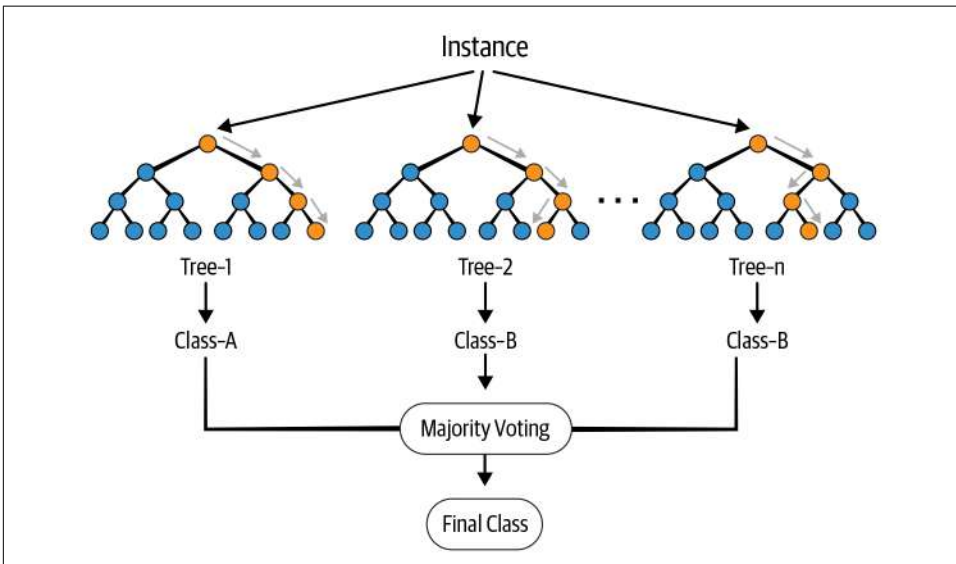 Instance
Tree-1
Tree-2
Tree-n
Class-A
Class-B
Class-B
Majority Voting
Final Class